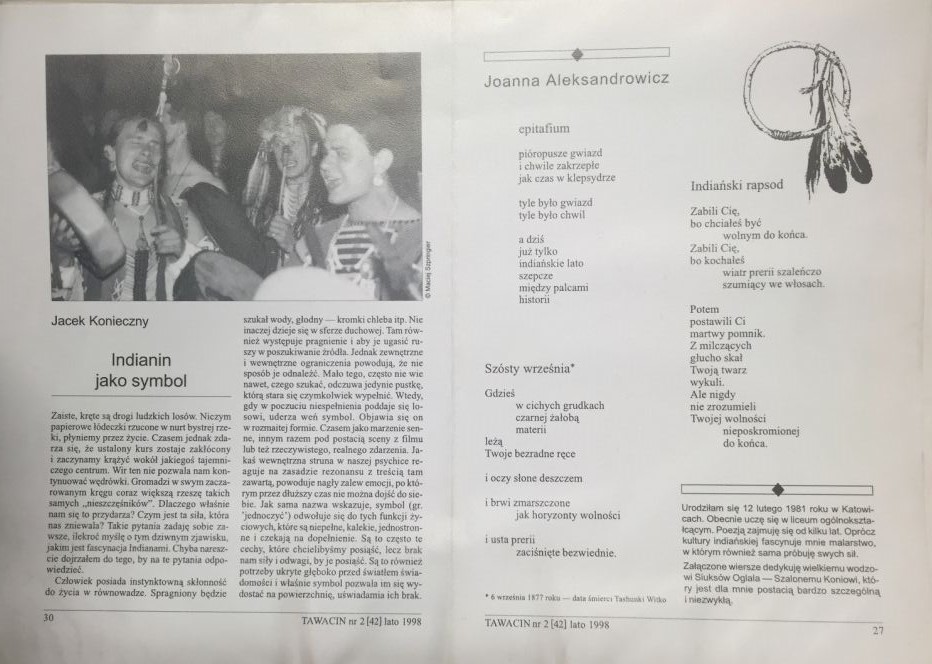 © Maciej Szpringier
Jacek Konieczny
Indianin
jako symbol
Zaiste, kręte są drogi ludzkich losów. Niczym
papierowe łódeczki rzucone w nurt bystrej rze-
ki, płyniemy przez życie. Czasem jednak zda-
rza się, że ustalony kurs zostaje zakłócony
i zaczynamy krążyć wokół jakiegoś tajemni-
czego centrum. Wir ten nie pozwala nam kon-
tynuować wędrówki. Gromadzi w swym zacza-
rowanym kręgu coraz większą rzeszę takich
samych „nieszczęśników”. Dlaczego właśnie
nam się to przydarza? Czym jest ta siła, która
nas zniewala? Takie pytania zadaję sobie za-
wsze, ilekroć myślę o tym dziwnym zjawisku,
jakim jest fascynacja Indianami. Chyba naresz-
cie dojrzałem do tego, by na te pytania odpo-
wiedzieć.
Człowiek posiada instynktowną skłonność
do życia w równowadze. Spragniony będzie
szukał wody, głodny — kromki chleba itp. Nie
inaczej dzieje się w sferze duchowej. Tam rów-
nież występuje pragnienie i aby je ugasić ru-
szy w poszukiwanie źródła. Jednak zewnętrzne
i wewnętrzne ograniczenia powodują, że nie
sposób je odnaleźć. Mało tego, często nie wie
nawet, czego szukać, odczuwa jedynie pustkę,
którą stara się czymkolwiek wypełnić. Wtedy,
gdy w poczuciu niespełnienia poddaje się lo-
sowi, uderza weń symbol. Objawia się on
w rozmaitej formie. Czasem jako marzenie sen-
ne, innym razem pod postacią sceny z filmu
lub też rzeczywistego, realnego zdarzenia. Ja-
kaś wewnętrzna struna w naszej psychice re-
aguje na zasadzie rezonansu z treścią tam
zawartą, powoduje nagły zalew emocji, po któ-
rym przez dłuższy czas nie można dojść do sie-
bie. Jak sama nazwa wskazuje, symbol (gr.
'jednoczyć') odwołuje się do tych funkcji ży-
ciowych, które są niepełne, kalekie, jednostron-
ne i czekają na dopełnienie. Są to często te
cechy, które chcielibyśmy posiąść, lecz brak
nam siły i odwagi, by je posiąść. Są to również
potrzeby ukryte głęboko przed światłem świa-
domości i właśnie symbol pozwala im się wy-
dostać na powierzchnię, uświadamia ich brak.
30
TAWACIN nr 2 [42] lato 1998
Joanna Aleksandrowicz
epitafium
pióropusze gwiazd
i chwile zakrzepłe
jak czas w klepsydrze
tyle było gwiazd
tyle było chwil
a dziś
już tylko
indiańskie lato
szepcze
między palcami
historii
Szósty września*
Gdzieś
w cichych grudkach
czarnej żałobą
materii
leżą
Twoje bezradne ręce
i oczy słone deszczem
i brwi zmarszczone
jak horyzonty wolności
i usta prerii
zaciśnięte bezwiednie.
* 6 września 1877 roku — data śmierci Tashunki Witko
Indiański rapsod
Zabili Cię,
bo chciałeś być
wolnym do końca.
Zabili Cię,
bo kochałeś
wiatr prerii szaleńczo
szumiący we włosach.
Potem
postawili Ci
martwy pomnik.
Z milczących
głucho skał
Twoją twarz
wykuli.
Ale nigdy
nie zrozumieli
Twojej wolności
nieposkromionej
do końca.
Urodziłam się 12 lutego 1981 roku w Katowi-
cach. Obecnie uczę się w liceum ogólnokształ-
cącym. Poezją zajmuję się od kilku lat. Oprócz
kultury indiańskiej fascynuje mnie malarstwo,
w którym również sama próbuję swych sił.
Załączone wiersze dedykuję wielkiemu wodzo-
wi Siuksów Oglala — Szalonemu Koniowi, któ-
ry jest dla mnie postacią bardzo szczególną
i niezwykłą.
TAWACIN nr 2 [42] lato 1998
27